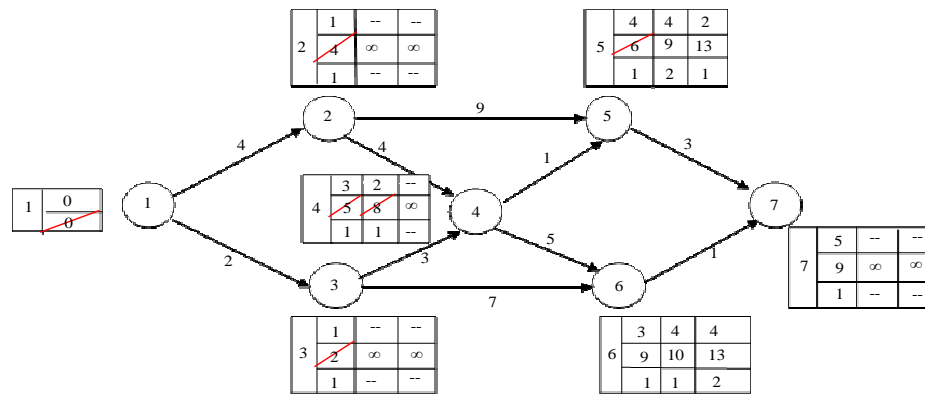 1 -- --
2 4 ∞ ∞
1 -- --
4 4 2
5 6 9 13
1 2 1
2
9
5
4
4
1
3
3 2 --
4 5 8 ∞
1 1 --
1 0
0
1
4
7
2
3
5
1
3
7
6
5 -- --
7 9 ∞ ∞
1 -- --
1 -- --
3 2 ∞ ∞
1 -- --
3 4 4
6 9 10 13
1 1 2